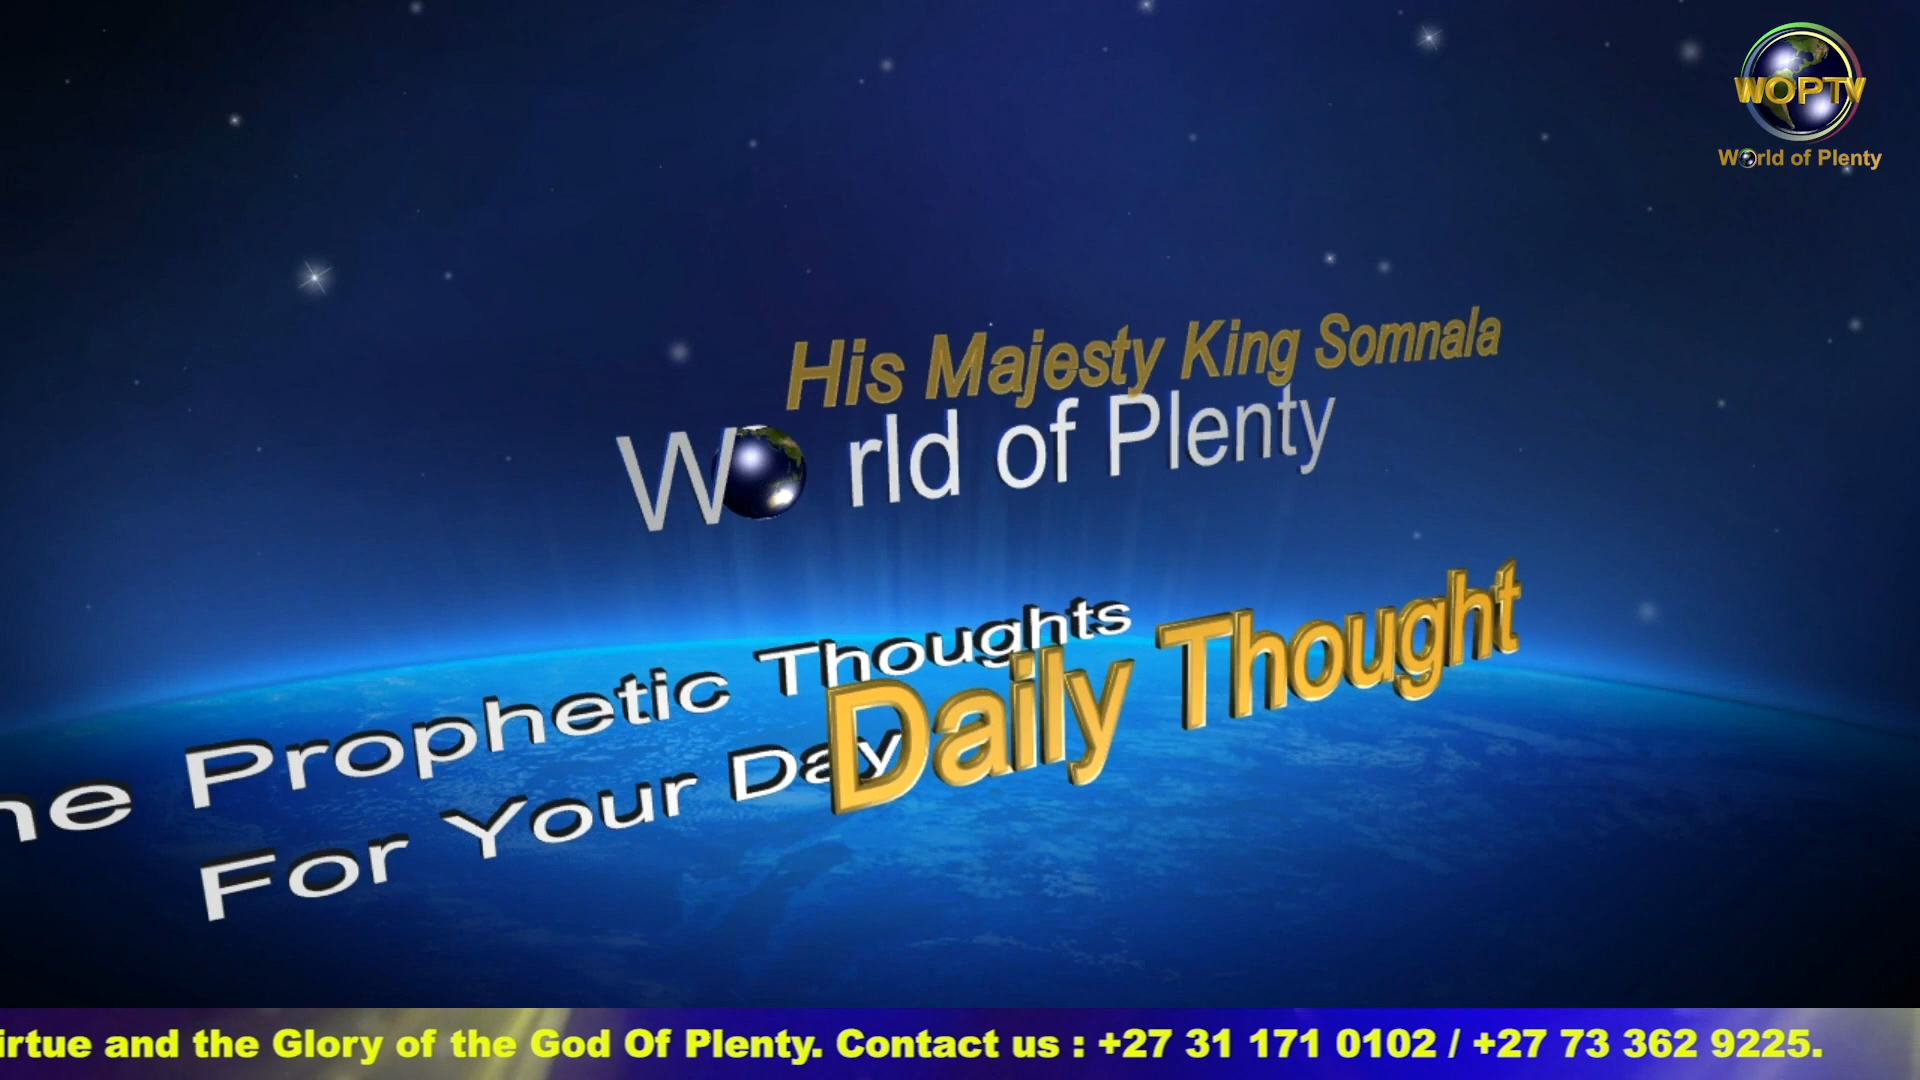 WOPTV
World of Plenty
His Majesty King Somnala
World of Plenty
Prophetic Thoughts
For Your Day
Daily Thought
and the Glory of the God Of Plenty. Contact us : +27 31 171 0102 / +27 73 362 9225.